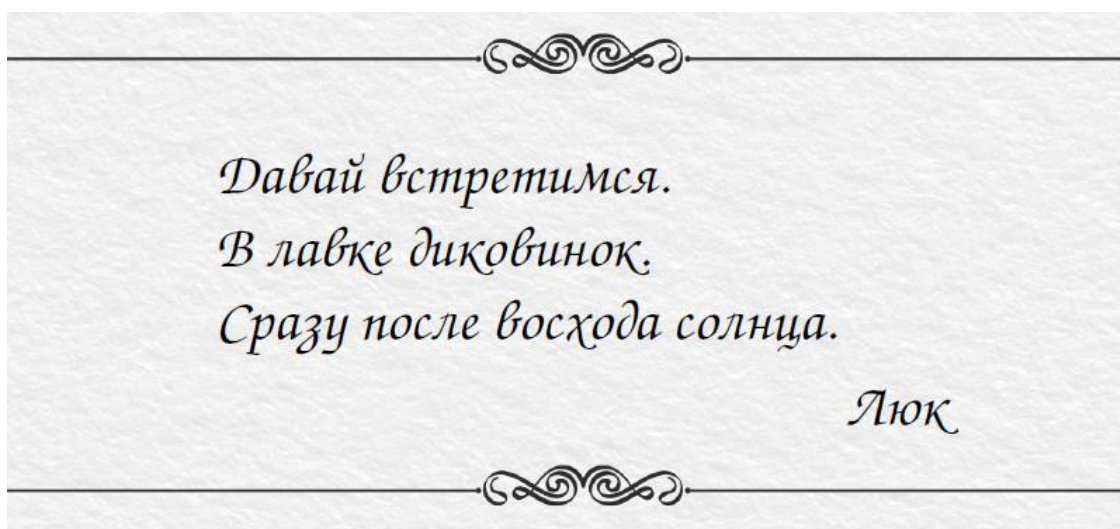 Давай встретимся.
В лавке диковинок.
Сразу после восхода солнца.
Люк